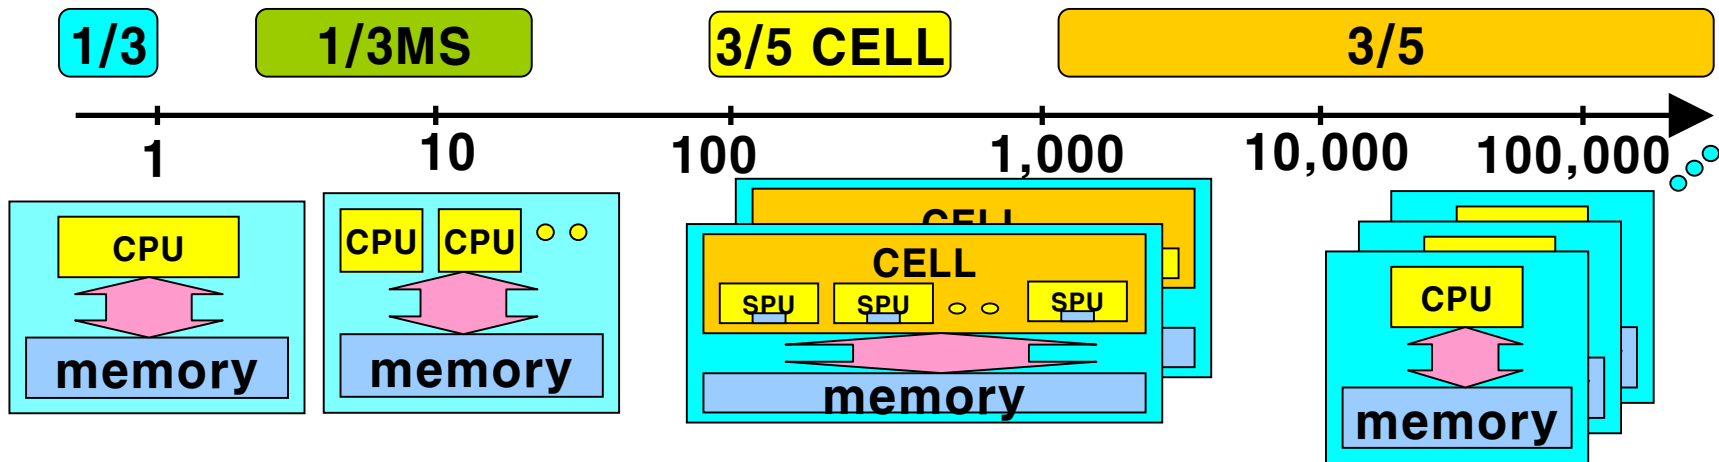 1/3 1/3MS 3/5 CELL 3/5
1 10 100 1,000 10,000 100,000
CPU
memory
CPU CPU
memory
CELL
CELL
SPU SPU SPU
memory
CPU
memory